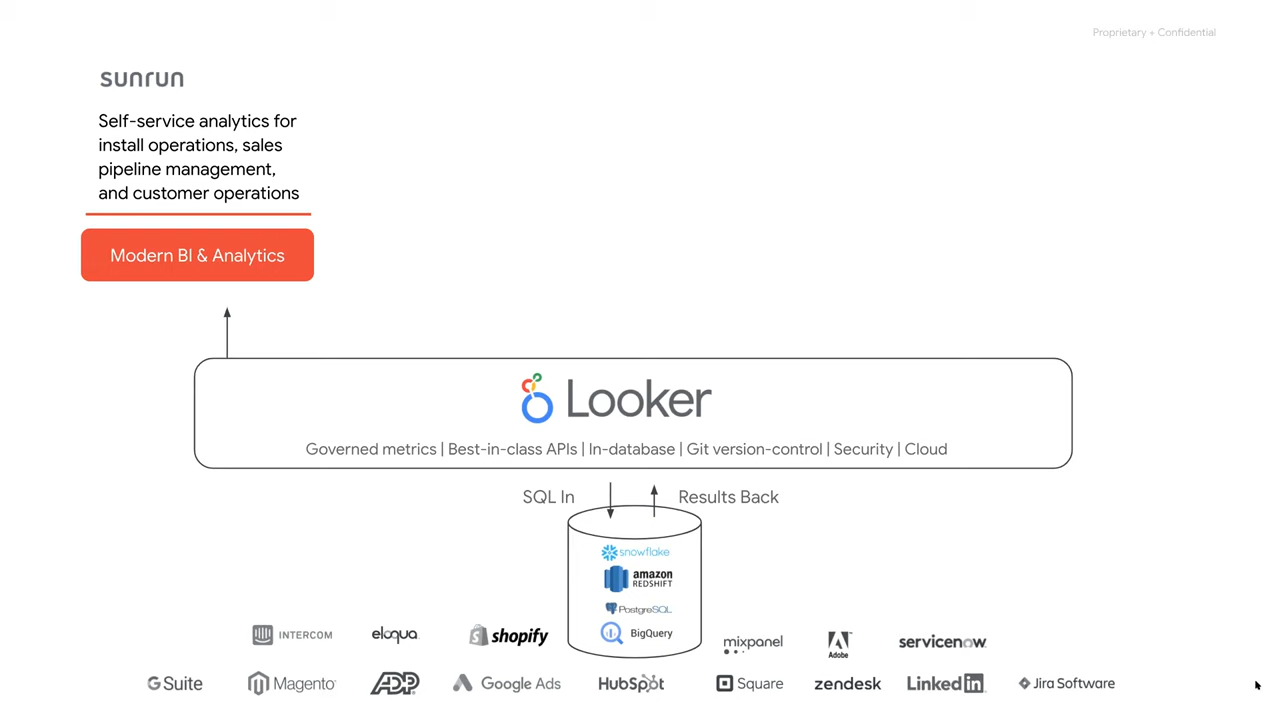 Proprietary + Confidential
sunrun
Self-service analytics for
install operations, sales
pipeline management,
and customer operations
Modern BI & Analytics
Looker
Governed metrics | Best-in-class APIs | In-database | Git version-control | Security | Cloud
SQL In
Results Back
snowflake
amazon
REDSHIFT
PostgreSQL
BigQuery
INTERCOM
eloqua
shopify
mixpanel
Adobe
servicenow
G Suite
Magento
ADP
Google Ads
HubSpot
Square
zendesk
Linked in
Jira Software